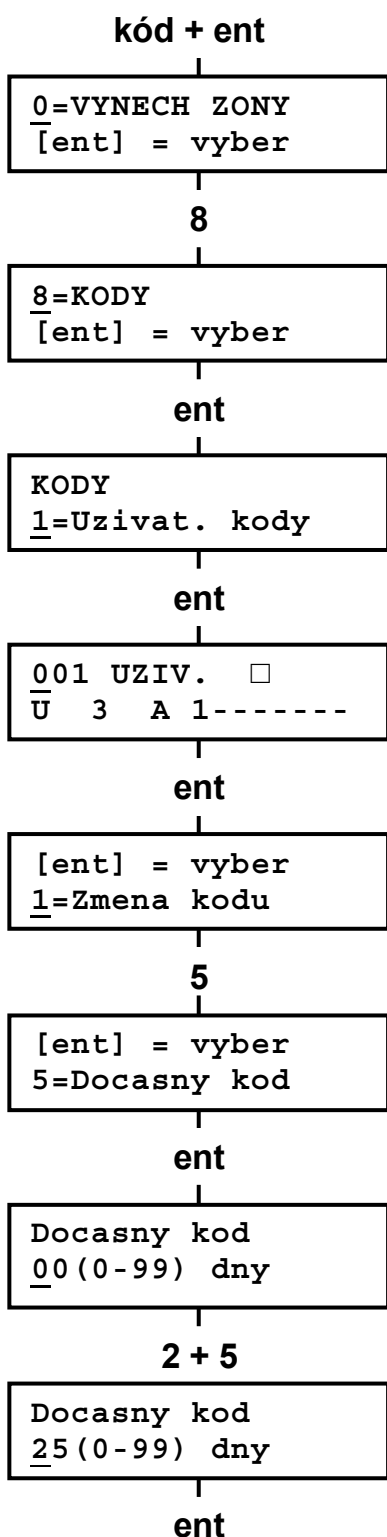 kód + ent
0=VYNECH ZONY
[ent] = vyber
8
8=KODY
[ent] = vyber
ent
KODY
1=Uzivat. kody
ent
001 UZIV. □
U 3 A 1-------
ent
[ent] = vyber
1=Zmena kodu
5
[ent] = vyber
5=Docasny kod
ent
Docasny kod
00(0-99) dny
2 + 5
Docasny kod
25(0-99) dny
ent